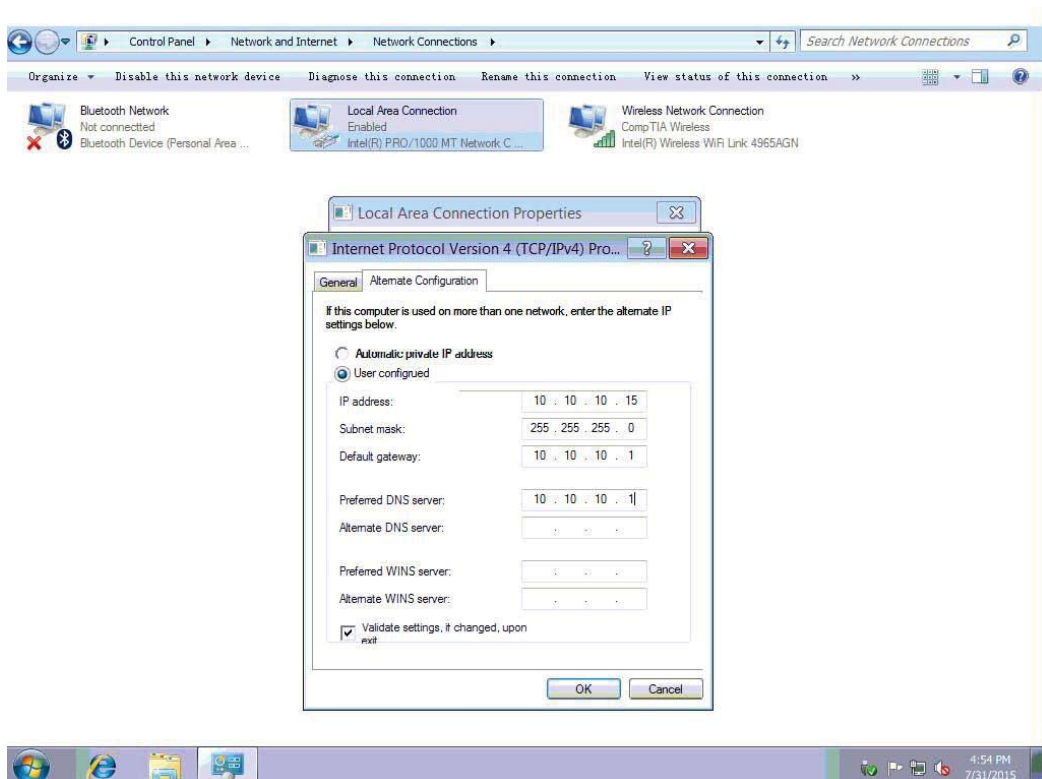 Control Panel Network and Internet Network Connections Search Network Connections
Organize Disable this network device Diagnose this connection Rename this connection View status of this connection »
Bluetooth Network
Not connectted
Bluetooth Device (Personal Area ...
Local Area Connection
Enabled
Intel(R) PRO/1000 MT Network C ...
Wireless Network Connection
CompTIA Wireless
Intel(R) Wireless WiFi Link 4965AGN
Local Area Connection Properties
Internet Protocol Version 4 (TCP/IPv4) Pro...
General Alternate Configuration
If this computer is used on more than one network, enter the alternate IP
settings below.
Automatic private IP address
User configrued
IP address: 10 . 10 . 10 . 15
Subnet mask: 255 . 255 . 255 . 0
Default gateway: 10 . 10 . 10 . 1
Preferred DNS server: 10 . 10 . 10 . 1
Alternate DNS server: . . .
Preferred WINS server: . . .
Alternate WINS server: . . .
Validate settings, if changed, upon
exit
OK Cancel
4:54 PM
7/31/2015